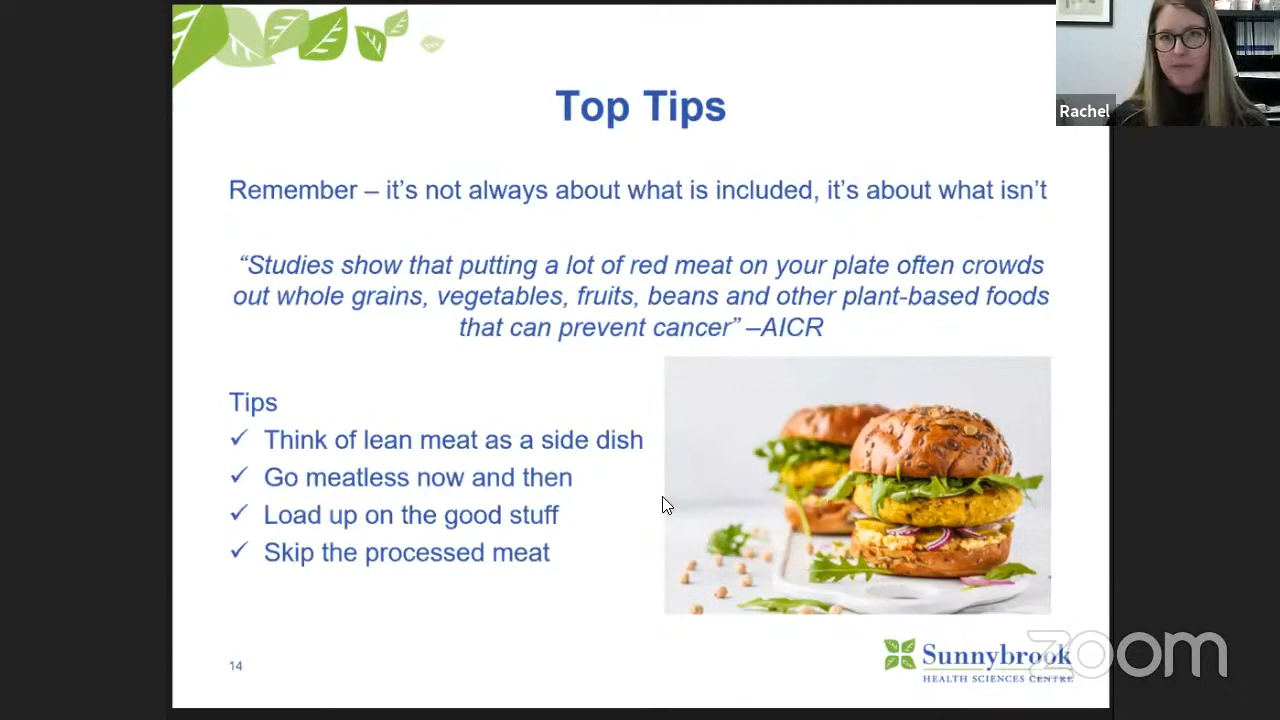 Top Tips
Rachel
Remember – it's not always about what is included, it's about what isn't
“Studies show that putting a lot of red meat on your plate often crowds
out whole grains, vegetables, fruits, beans and other plant-based foods
that can prevent cancer” –AICR
Tips
✓ Think of lean meat as a side dish
✓ Go meatless now and then
✓ Load up on the good stuff
✓ Skip the processed meat
14
Sunnybrook
HEALTH SCIENCES CENTRE
zoom